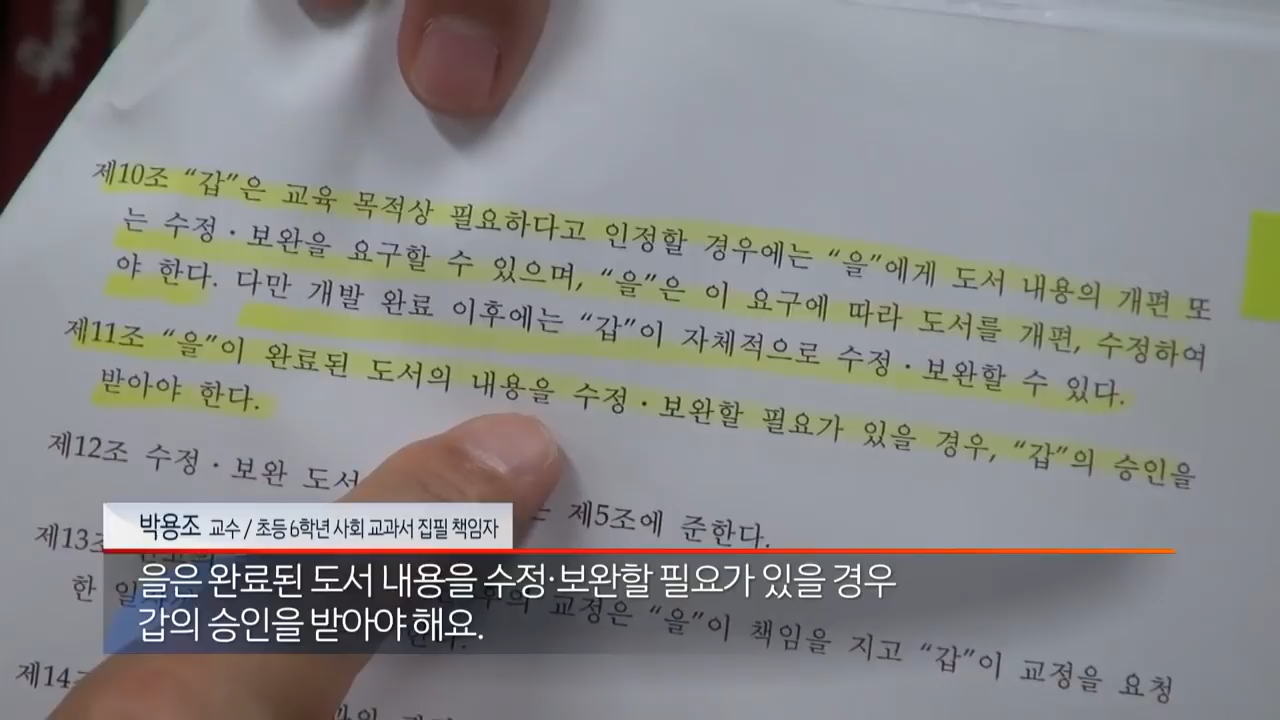 제10조 “갑”은 교육 목적상 필요하다고 인정할 경우에는 “을”에게 도서 내용의 개편 또
는 수정·보완을 요구할 수 있으며, “을”은 이 요구에 따라 도서를 개편, 수정하여
야 한다. 다만 개발 완료 이후에는 “갑”이 자체적으로 수정·보완할 수 있다.
제11조 “을”이 완료된 도서의 내용을 수정·보완할 필요가 있을 경우, “갑”의 승인을
받아야 한다.
제12조 수정·보완 도서 제5조에 준한다.
박용조 교수 / 초등 6학년 사회 교과서 집필 책임자
제13조
을은 완료된 도서 내용을 수정·보완할 필요가 있을 경우
한 교정은 “을”이 책임을 지고 “갑”이 교정을 요청
갑의 승인을 받아야 해요.
제14